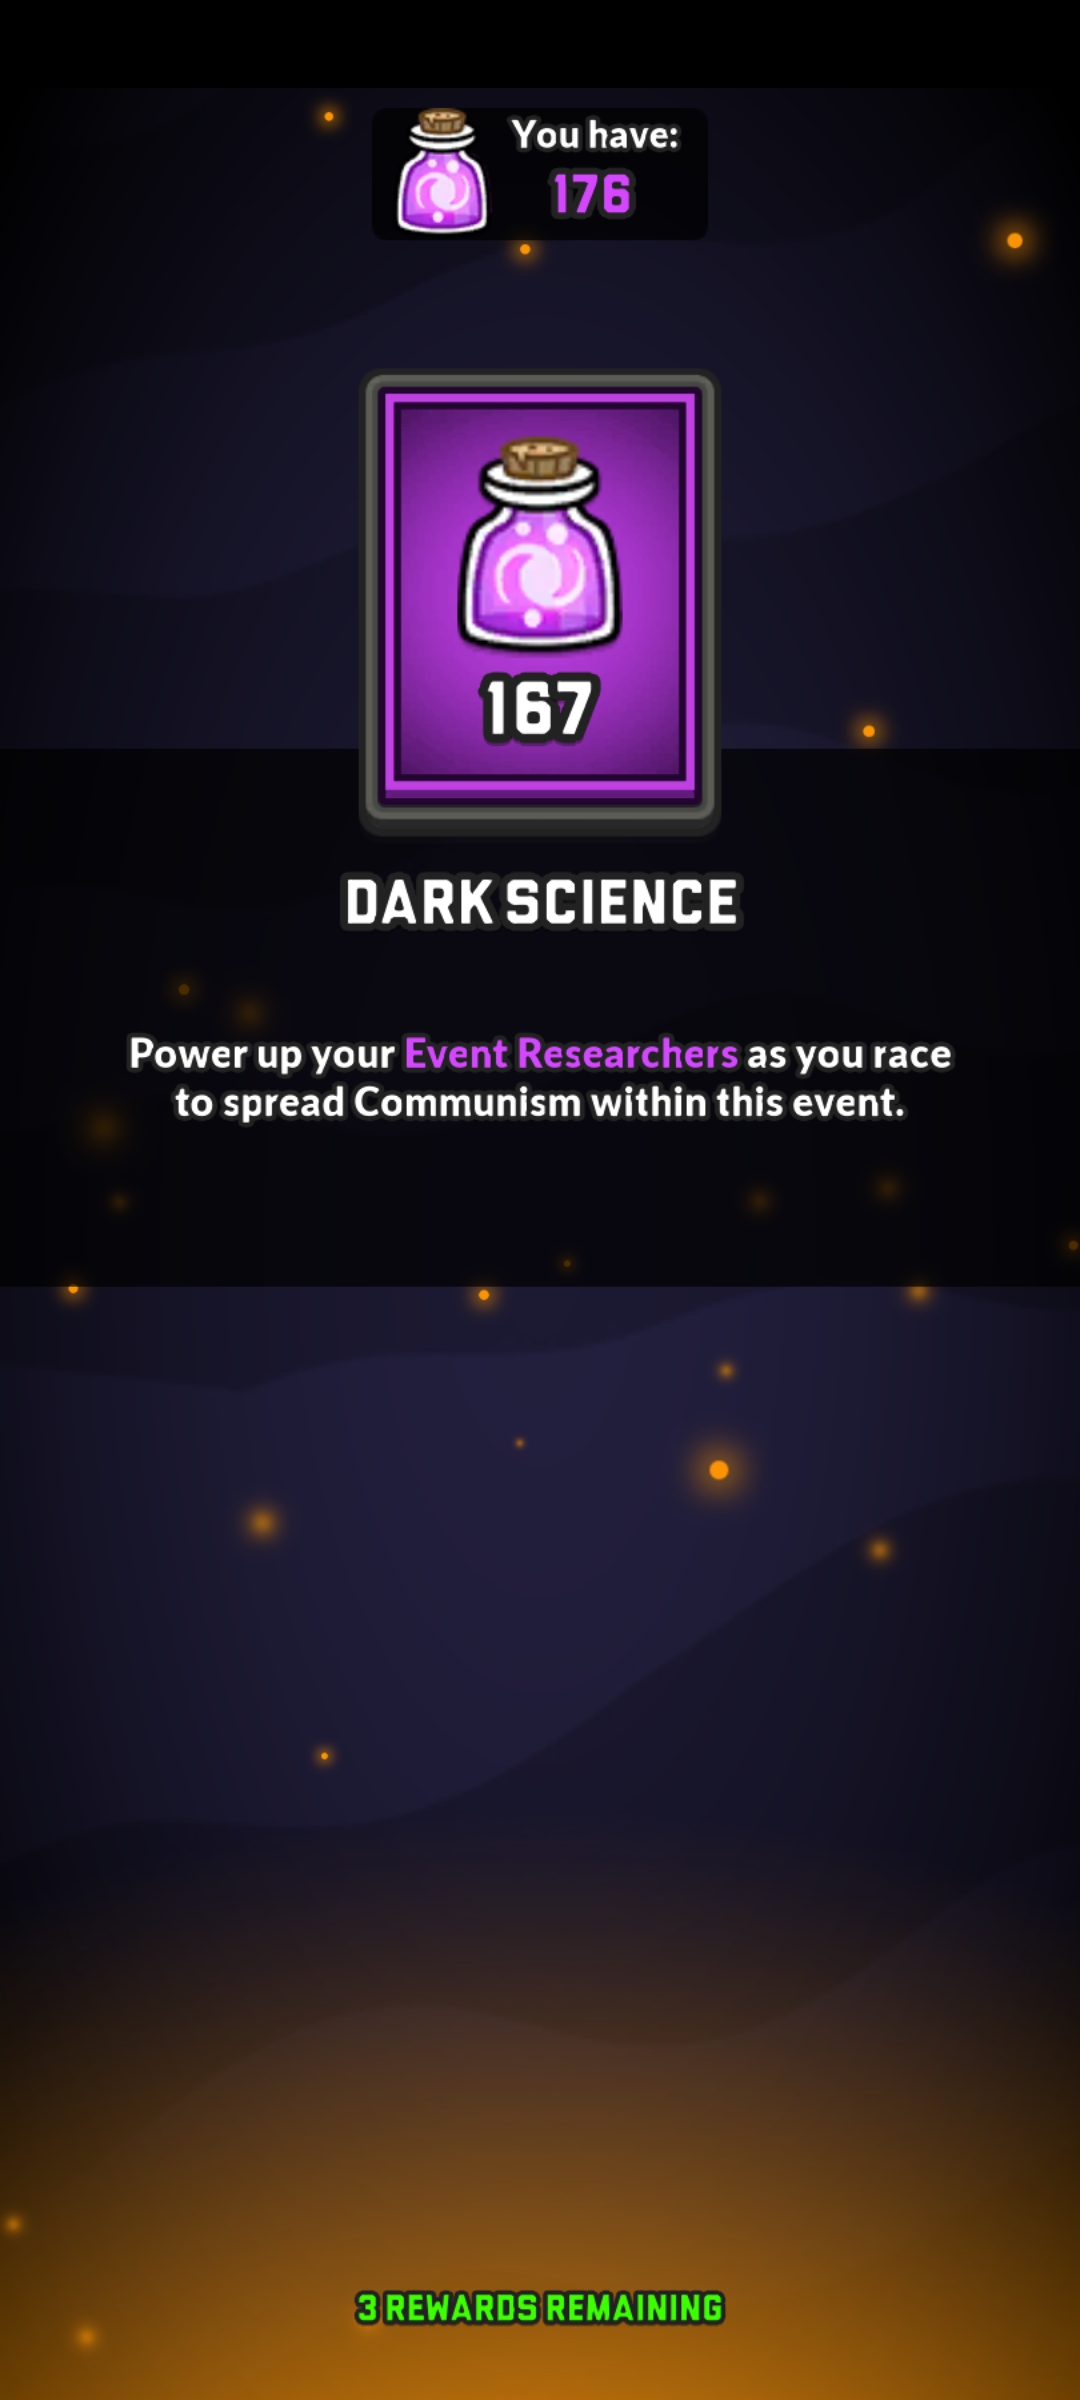 You have:
176
167
DARK SCIENCE
Power up your Event Researchers as you race
to spread Communism within this event.
3 REWARDS REMAINING